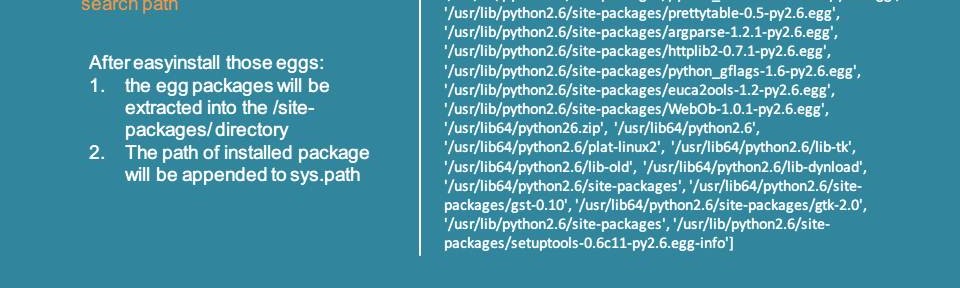 search path
After easyinstall those eggs:
1. the egg packages will be
extracted into the /site-
packages/ directory
2. The path of installed package
will be appended to sys.path
'/usr/lib/python2.6/site-packages/prettytable-0.5-py2.6.egg',
'/usr/lib/python2.6/site-packages/argparse-1.2.1-py2.6.egg',
'/usr/lib/python2.6/site-packages/httplib2-0.7.1-py2.6.egg',
'/usr/lib/python2.6/site-packages/python_gflags-1.6-py2.6.egg',
'/usr/lib/python2.6/site-packages/euca2ools-1.2-py2.6.egg',
'/usr/lib/python2.6/site-packages/WebOb-1.0.1-py2.6.egg',
'/usr/lib64/python26.zip', '/usr/lib64/python2.6',
'/usr/lib64/python2.6/plat-linux2', '/usr/lib64/python2.6/lib-tk',
'/usr/lib64/python2.6/lib-old', '/usr/lib64/python2.6/lib-dynload',
'/usr/lib64/python2.6/site-packages', '/usr/lib64/python2.6/site-
packages/gst-0.10', '/usr/lib64/python2.6/site-packages/gtk-2.0',
'/usr/lib/python2.6/site-packages', '/usr/lib/python2.6/site-
packages/setuptools-0.6c11-py2.6.egg-info']